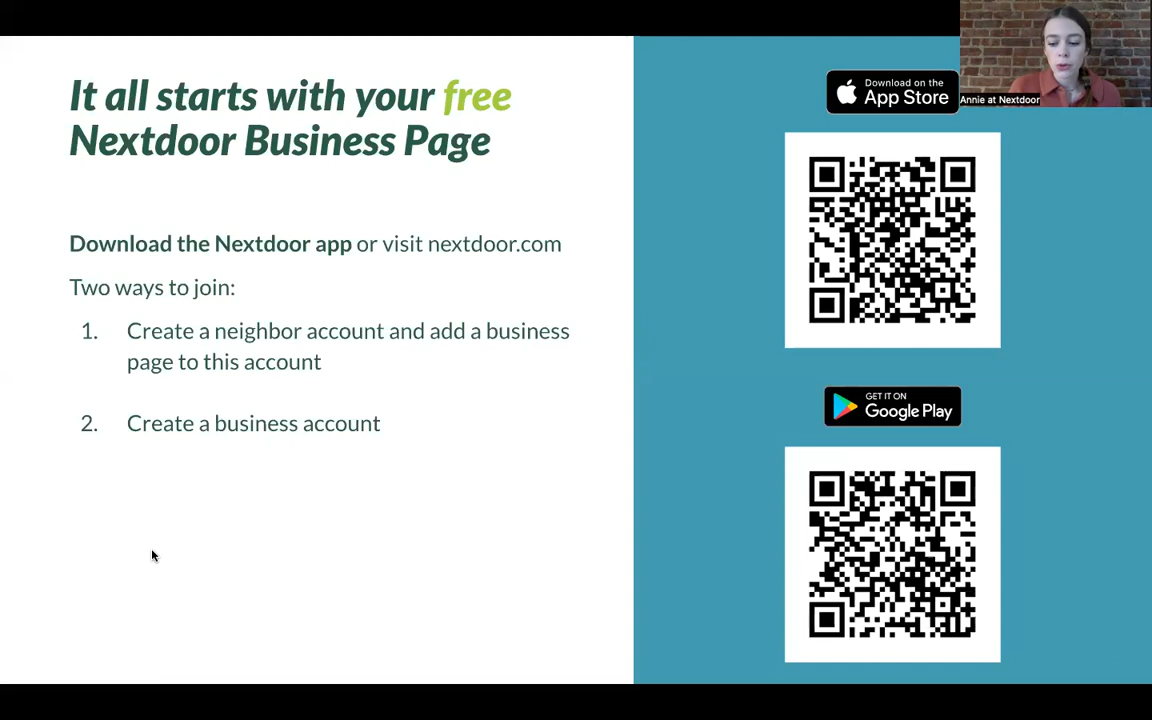 It all starts with your free
Nextdoor Business Page
Download the Nextdoor app or visit nextdoor.com
Two ways to join:
1. Create a neighbor account and add a business
page to this account
2. Create a business account
Download on the
App Store
Annie at Nextdoor
GET IT ON
Google Play